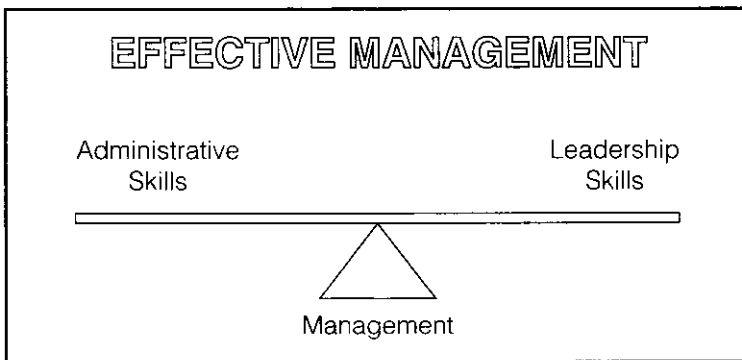 EFFECTIVE MANAGEMENT
Administrative
Skills
Leadership
Skills
Management